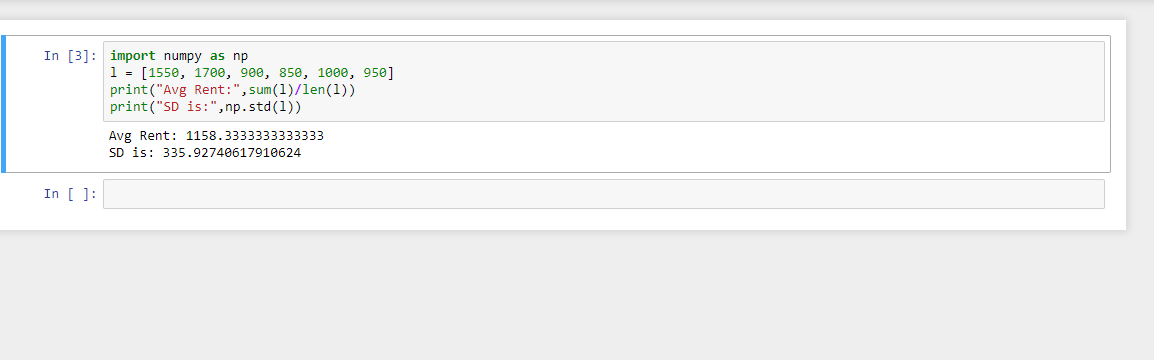 In [3]: import numpy as np
l = [1550, 1700, 900, 850, 1000, 950]
print("Avg Rent:",sum(l)/len(l))
print("SD is:",np.std(l))
Avg Rent: 1158.3333333333333
SD is: 335.92740617910624
In [ ]: